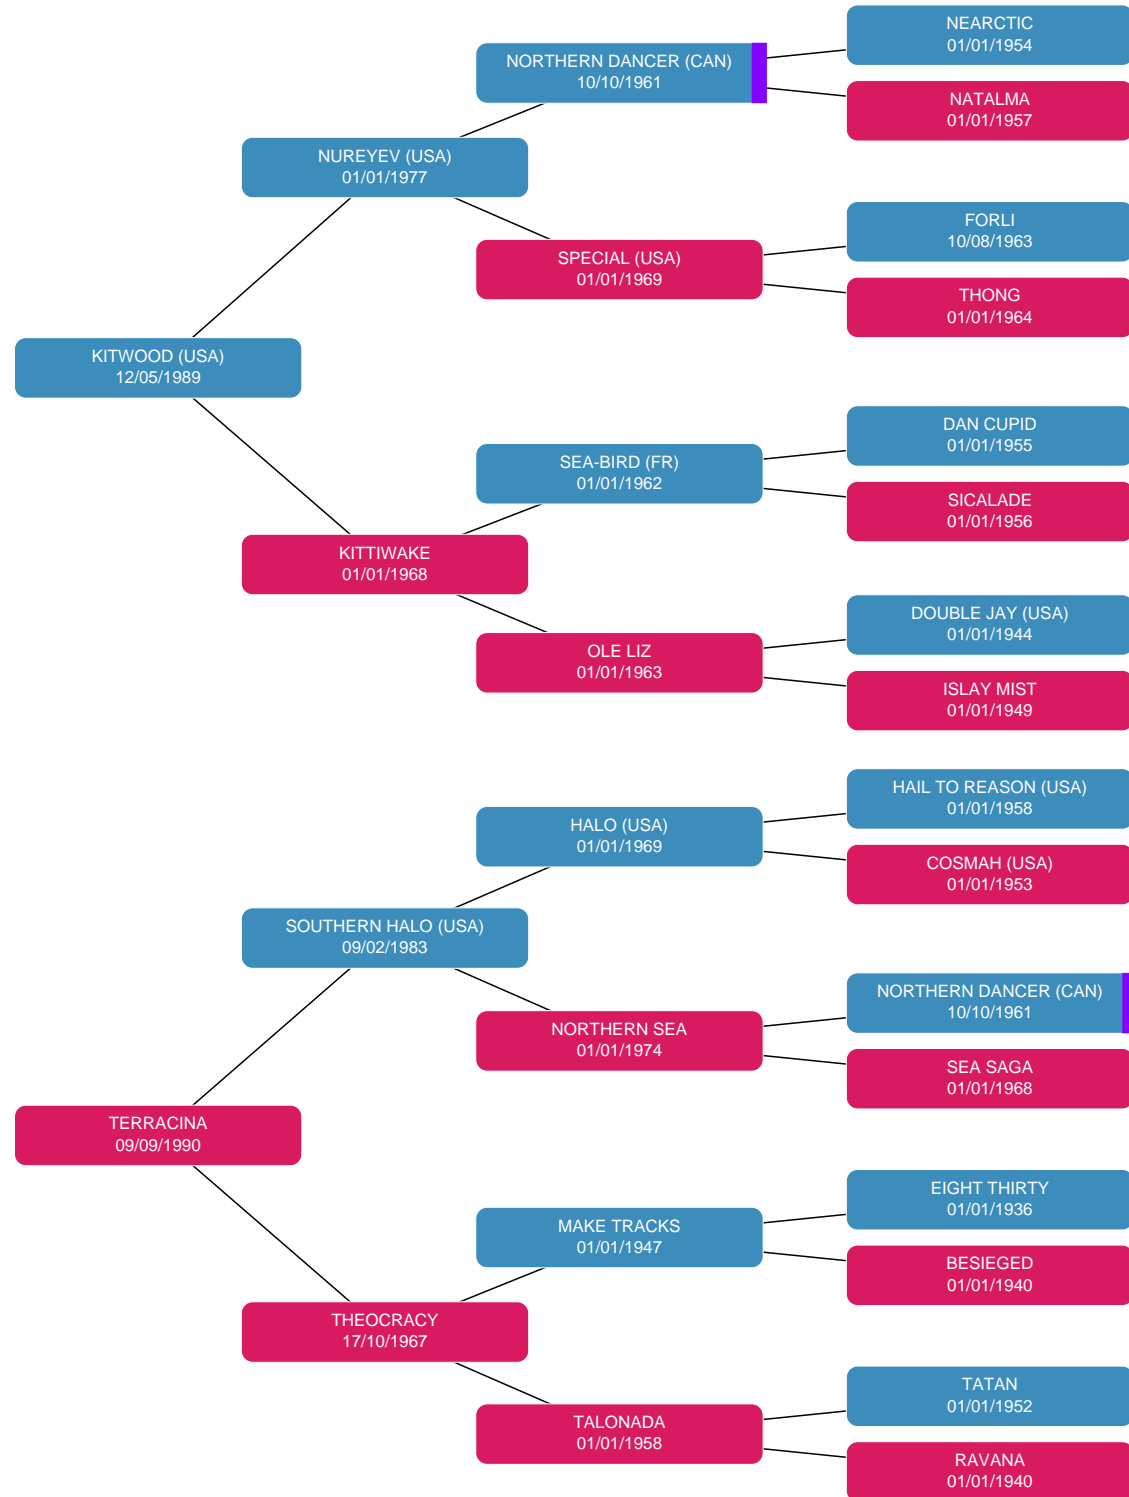 NEARCTIC
01/01/1954
NORTHERN DANCER (CAN)
10/10/1961
NATALMA
01/01/1957
NUREYEV (USA)
01/01/1977
FORLI
10/08/1963
SPECIAL (USA)
01/01/1969
THONG
01/01/1964
KITWOOD (USA)
12/05/1989
DAN CUPID
01/01/1955
SEA-BIRD (FR)
01/01/1962
SICALADE
01/01/1956
KITTIWAKE
01/01/1968
DOUBLE JAY (USA)
01/01/1944
OLE LIZ
01/01/1963
ISLAY MIST
01/01/1949
HAIL TO REASON (USA)
01/01/1958
HALO (USA)
01/01/1969
COSMAH (USA)
01/01/1953
SOUTHERN HALO (USA)
09/02/1983
NORTHERN DANCER (CAN)
10/10/1961
NORTHERN SEA
01/01/1974
SEA SAGA
01/01/1968
TERRACINA
09/09/1990
EIGHT THIRTY
01/01/1936
MAKE TRACKS
01/01/1947
BESIEGED
01/01/1940
THEOCRACY
17/10/1967
TATAN
01/01/1952
TALONADA
01/01/1958
RAVANA
01/01/1940